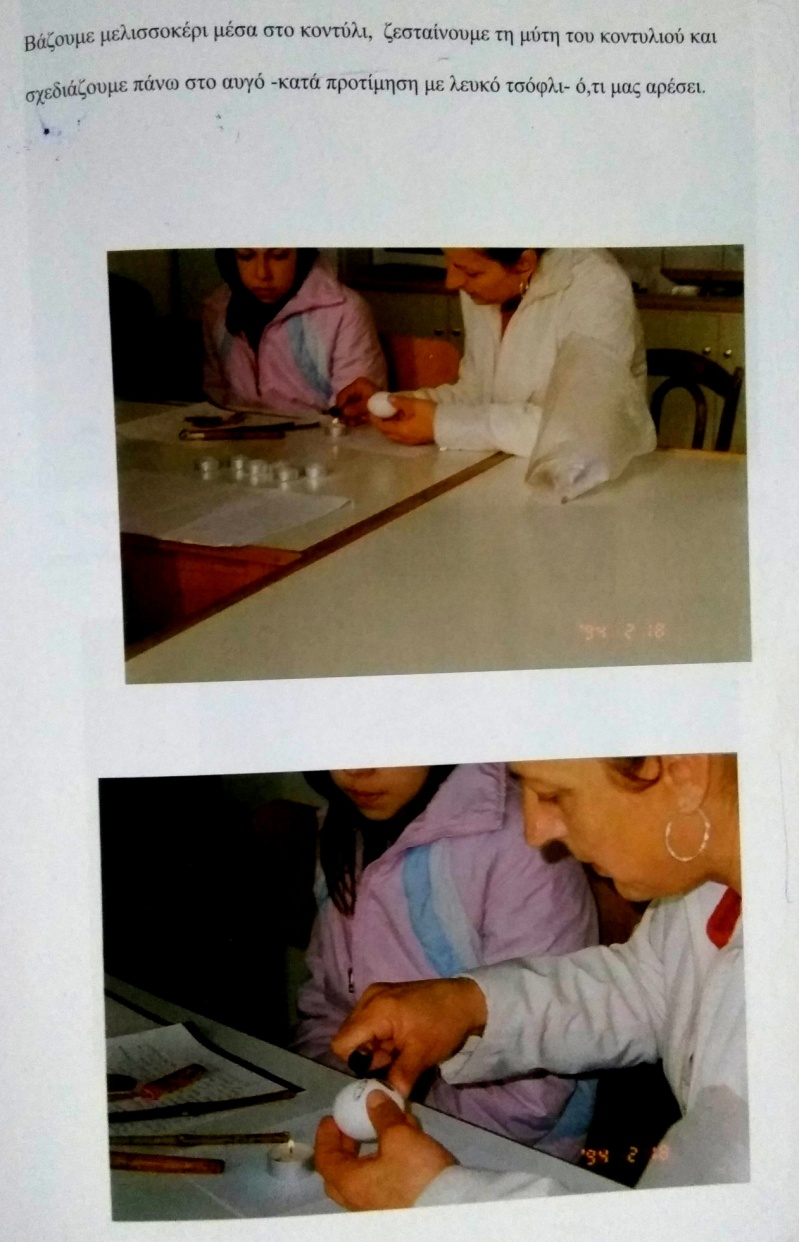 Βάζουμε μελισσοκέρι μέσα στο κοντύλι, ζεσταίνουμε τη μύτη του κοντυλιού και
σχεδιάζουμε πάνω στο αυγό -κατά προτίμηση με λευκό τσόφλι- ό,τι μας αρέσει.
'94 2 18
'94 2 18